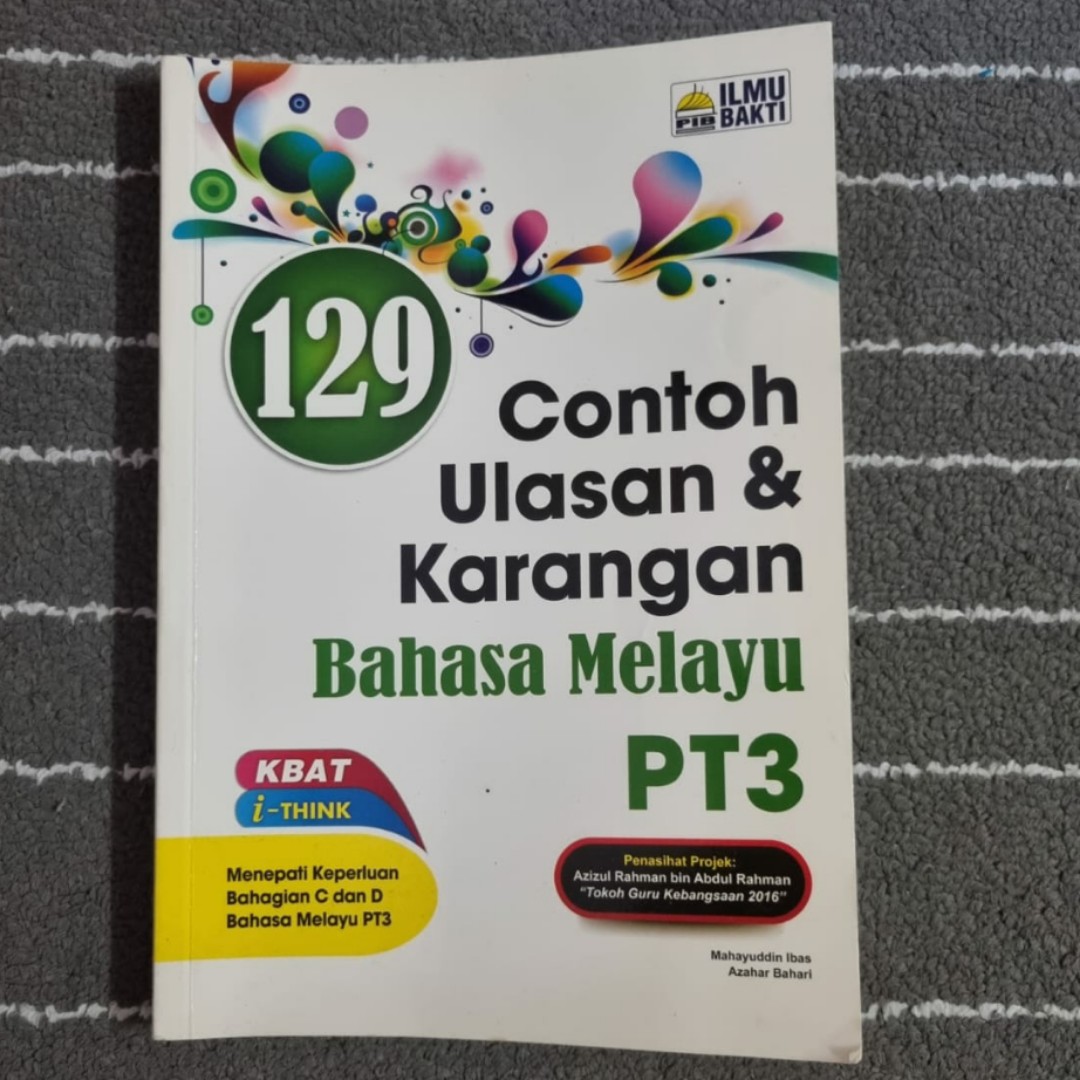 ILMU
BAKTI
PIB
129
Contoh
Ulasan &
Karangan
Bahasa Melayu
PT3
KBAT
i-THINK
Menepati Keperluan
Bahagian C dan D
Bahasa Melayu PT3
Penasihat Projek:
Azizul Rahman bin Abdul Rahman
"Tokoh Guru Kebangsaan 2016"
Mahayuddin Ibas
Azahar Bahari